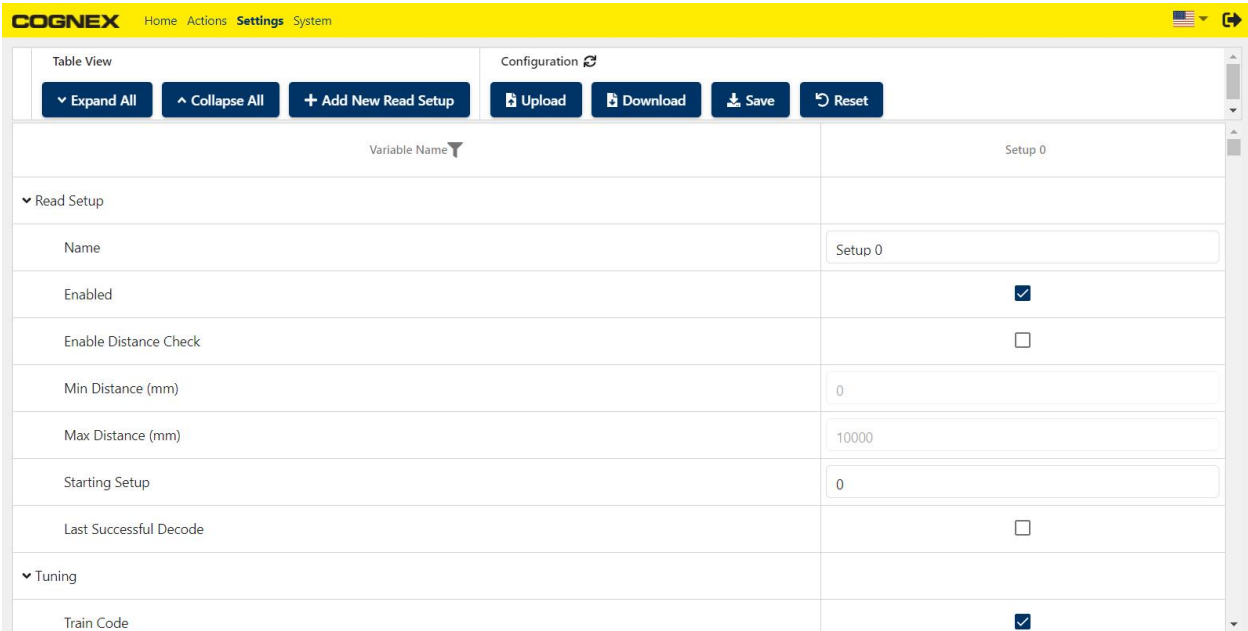 COGNEX Home Actions Settings System
Table View Configuration
Expand All Collapse All Add New Read Setup Upload Download Save Reset
Variable Name Setup 0
Read Setup
Name Setup 0
Enabled
Enable Distance Check
Min Distance (mm) 0
Max Distance (mm) 10000
Starting Setup 0
Last Successful Decode
Tuning
Train Code